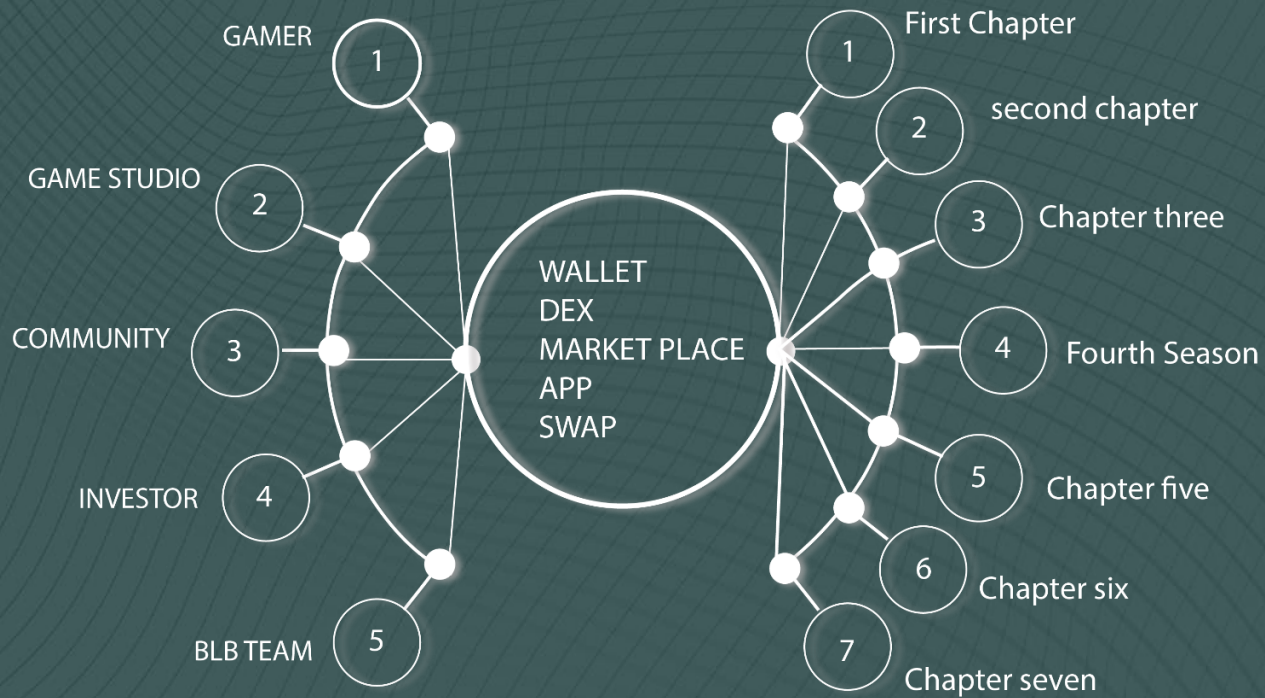 GAMER
1
GAME STUDIO
2
COMMUNITY
3
INVESTOR
4
BLB TEAM
5
WALLET
DEX
MARKET PLACE
APP
SWAP
1
First Chapter
2
second chapter
3
Chapter three
4
Fourth Season
5
Chapter five
6
Chapter six
7
Chapter seven